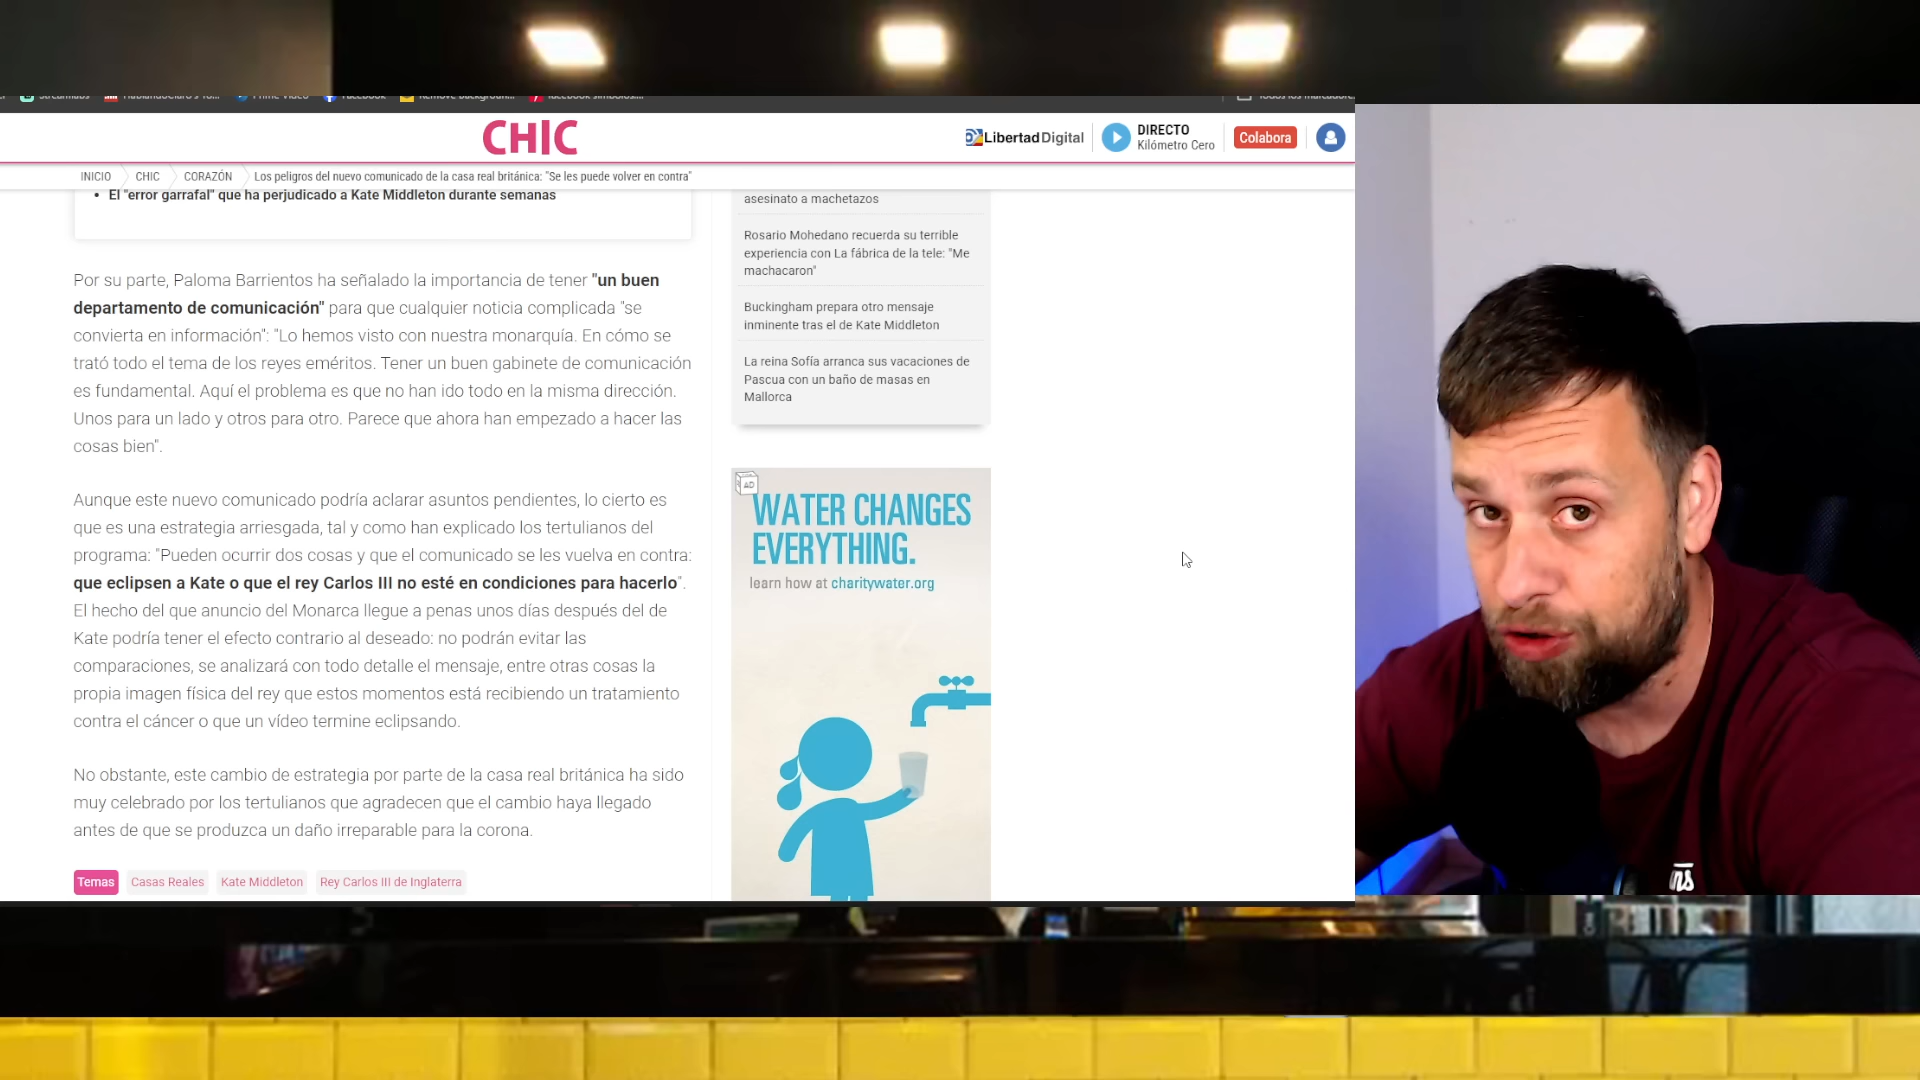 CHIC
LibertadDigital
DIRECTO
Kilómetro Cero
Colabora
INICIO
CHIC
CORAZÓN
Los peligros del nuevo comunicado de la casa real británica: "Se les puede volver en contra"
• El "error garrafal" que ha perjudicado a Kate Middleton durante semanas
Por su parte, Paloma Barrientos ha señalado la importancia de tener "un buen
departamento de comunicación" para que cualquier noticia complicada "se
convierta en información": "Lo hemos visto con nuestra monarquía. En cómo se
trató todo el tema de los reyes eméritos. Tener un buen gabinete de comunicación
es fundamental. Aquí el problema es que no han ido todo en la misma dirección.
Unos para un lado y otros para otro. Parece que ahora han empezado a hacer las
cosas bien".
Aunque este nuevo comunicado podría aclarar asuntos pendientes, lo cierto es
que es una estrategia arriesgada, tal y como han explicado los tertulianos del
programa: "Pueden ocurrir dos cosas y que el comunicado se les vuelva en contra:
que eclipsen a Kate o que el rey Carlos III no esté en condiciones para hacerlo".
El hecho del que anuncio del Monarca llegue a penas unos días después del de
Kate podría tener el efecto contrario al deseado: no podrán evitar las
comparaciones, se analizará con todo detalle el mensaje, entre otras cosas la
propia imagen física del rey que estos momentos está recibiendo un tratamiento
contra el cáncer o que un vídeo termine eclipsando.
No obstante, este cambio de estrategia por parte de la casa real británica ha sido
muy celebrado por los tertulianos que agradecen que el cambio haya llegado
antes de que se produzca un daño irreparable para la corona.
Temas
Casas Reales
Kate Middleton
Rey Carlos III de Inglaterra
asesinato a machetazos
Rosario Mohedano recuerda su terrible
experiencia con La fábrica de la tele: "Me
machacaron"
Buckingham prepara otro mensaje
inminente tras el de Kate Middleton
La reina Sofía arranca sus vacaciones de
Pascua con un baño de masas en
Mallorca
AD
WATER CHANGES
EVERYTHING.
learn how at charitywater.org